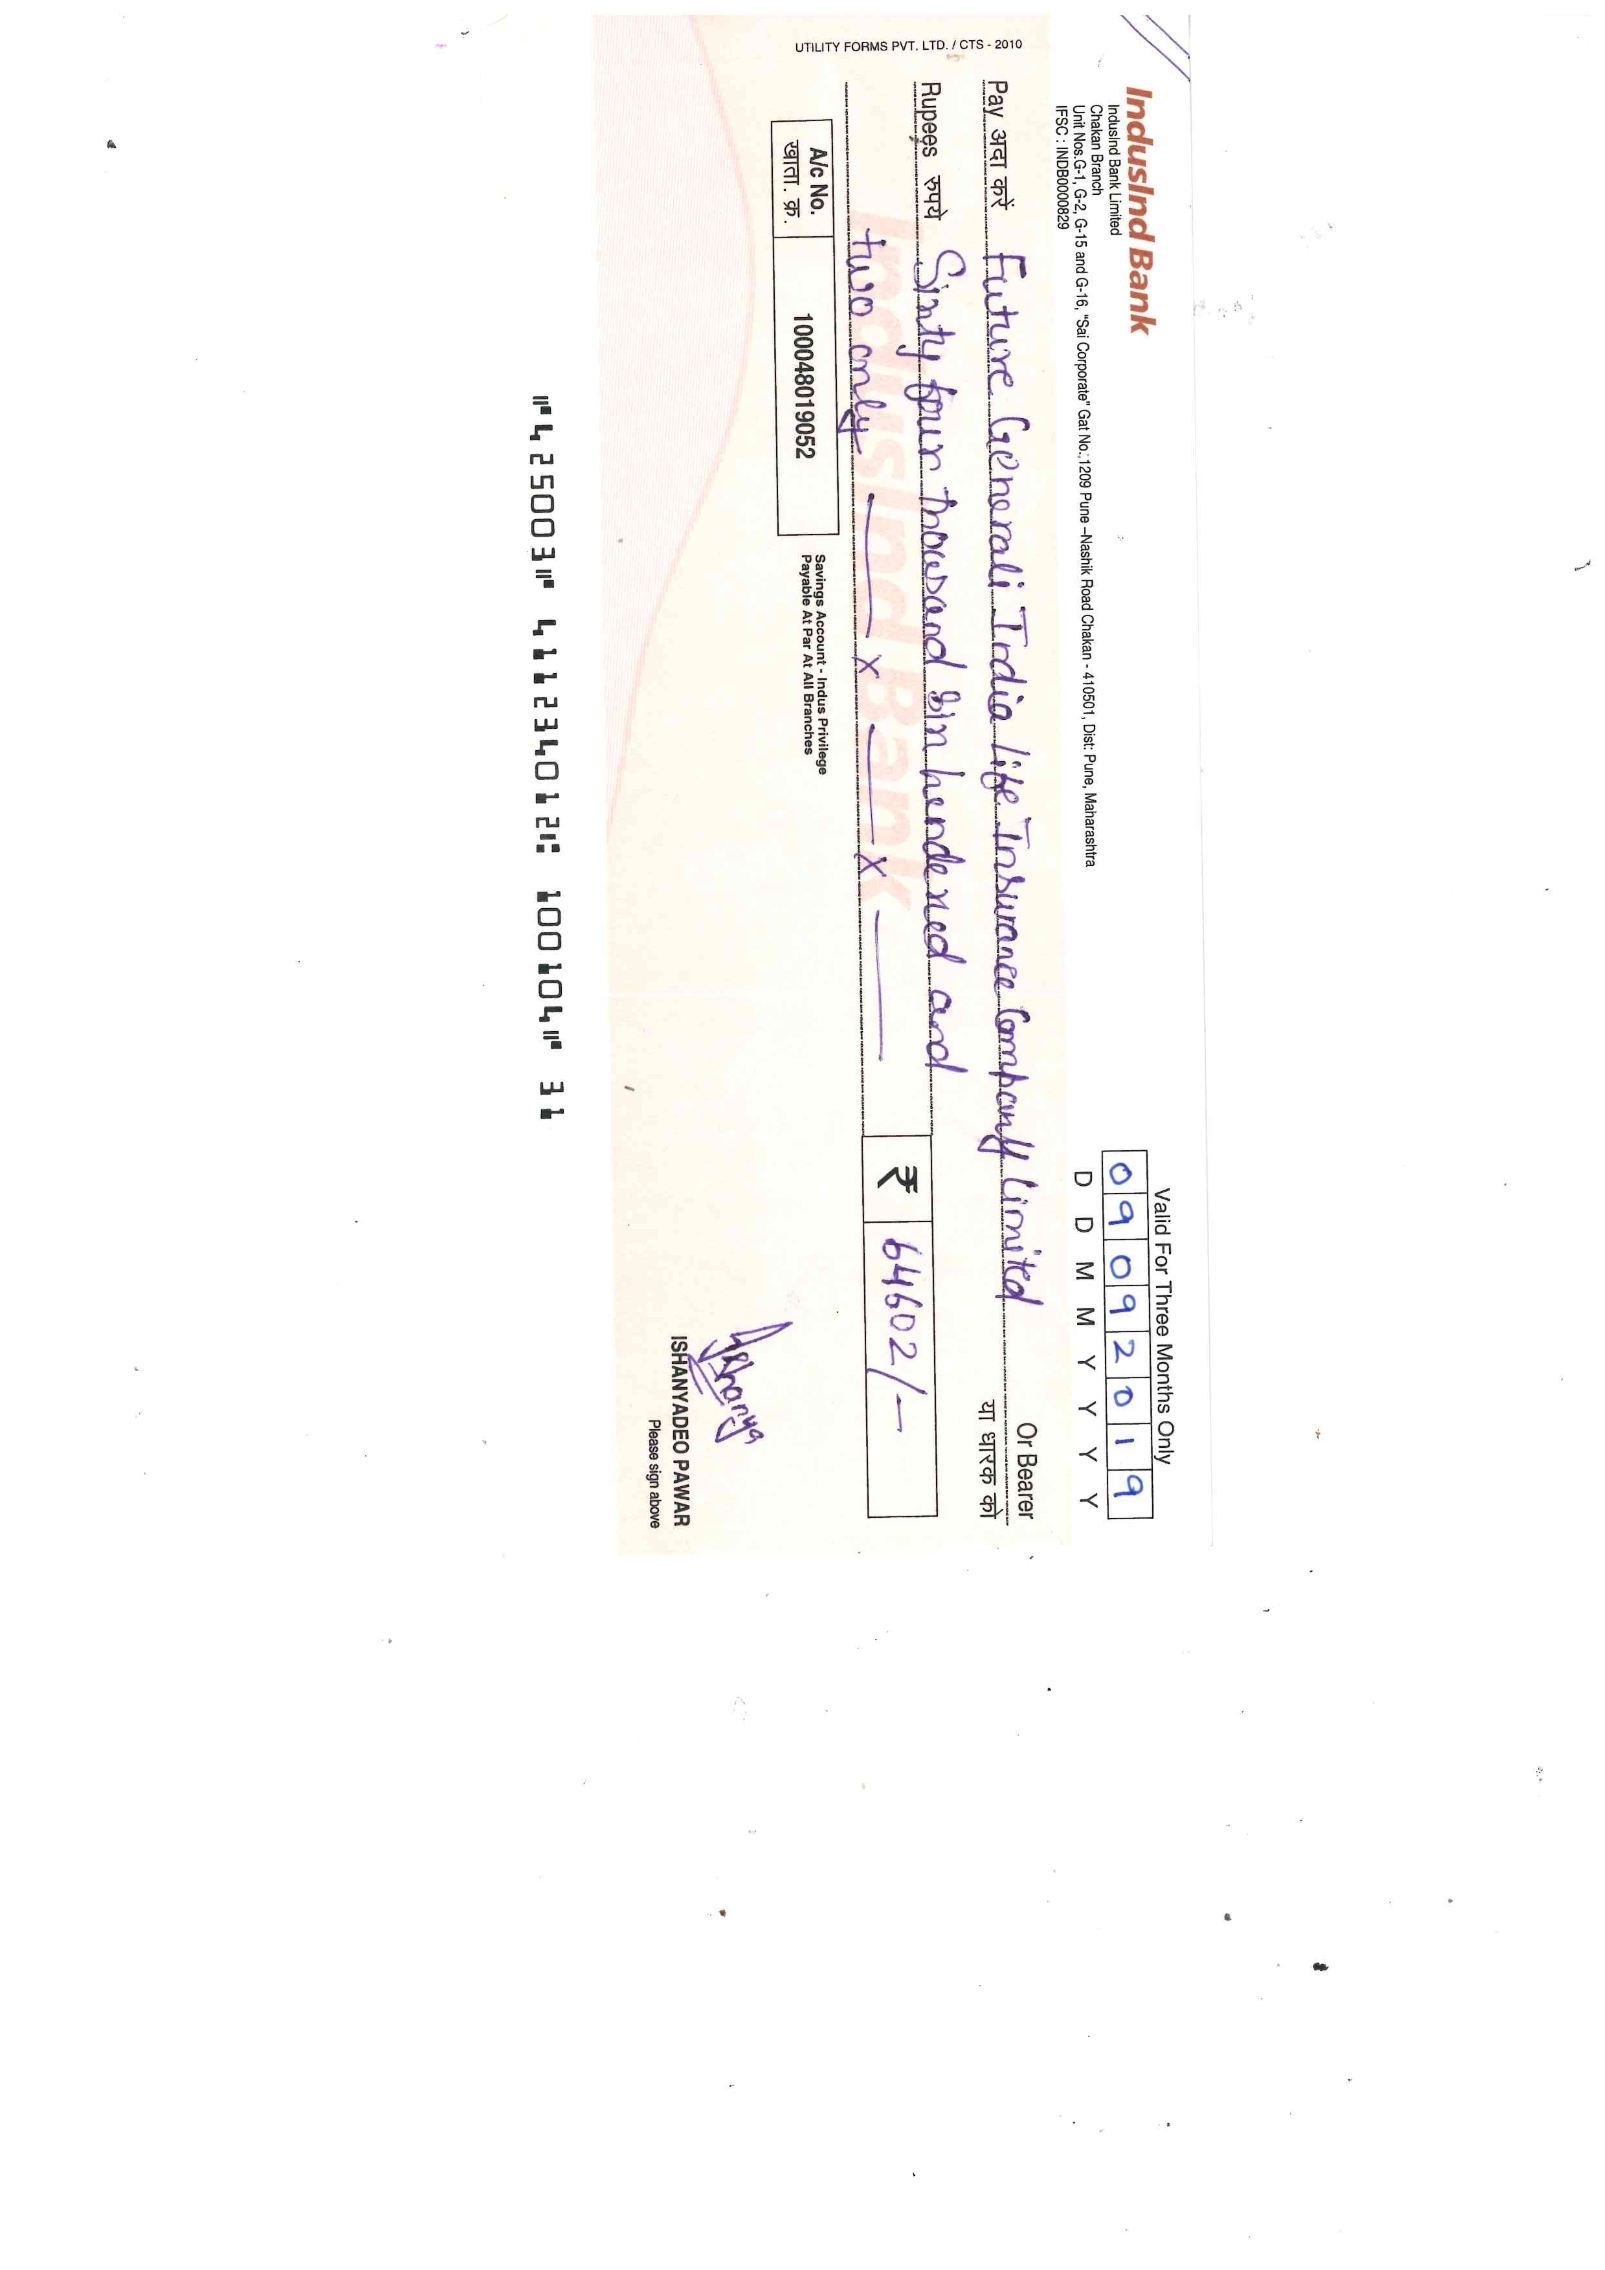 IndusInd Bank
IndusInd Bank Limited
Chakan Branch
Unit Nos.G-1, G-2, G-15 and G-16, "Sai Corporate" Gat No.:1209 Pune –Nashik Road Chakan - 410501, Dist: Pune, Maharashtra
IFSC : INDB0000829
Valid For Three Months Only
0 9 0 9 2 0 1 9
D D M M Y Y Y Y
Pay अदा करें Future Generali India Life Insurance Company Limited Or Bearer
या धारक को
Rupees रुपये Sixty four thousand six hundered and
two only x x
₹ 64602/-
A/c No.
खाता. क्र.
100048019052
Savings Account - Indus Privilege
Payable At Par At All Branches
Ishanya
ISHANYADEO PAWAR
Please sign above
UTILITY FORMS PVT. LTD. / CTS - 2010
IndusInd Bank
⑈425003⑈ 411234012⑆ 100104⑈ 31